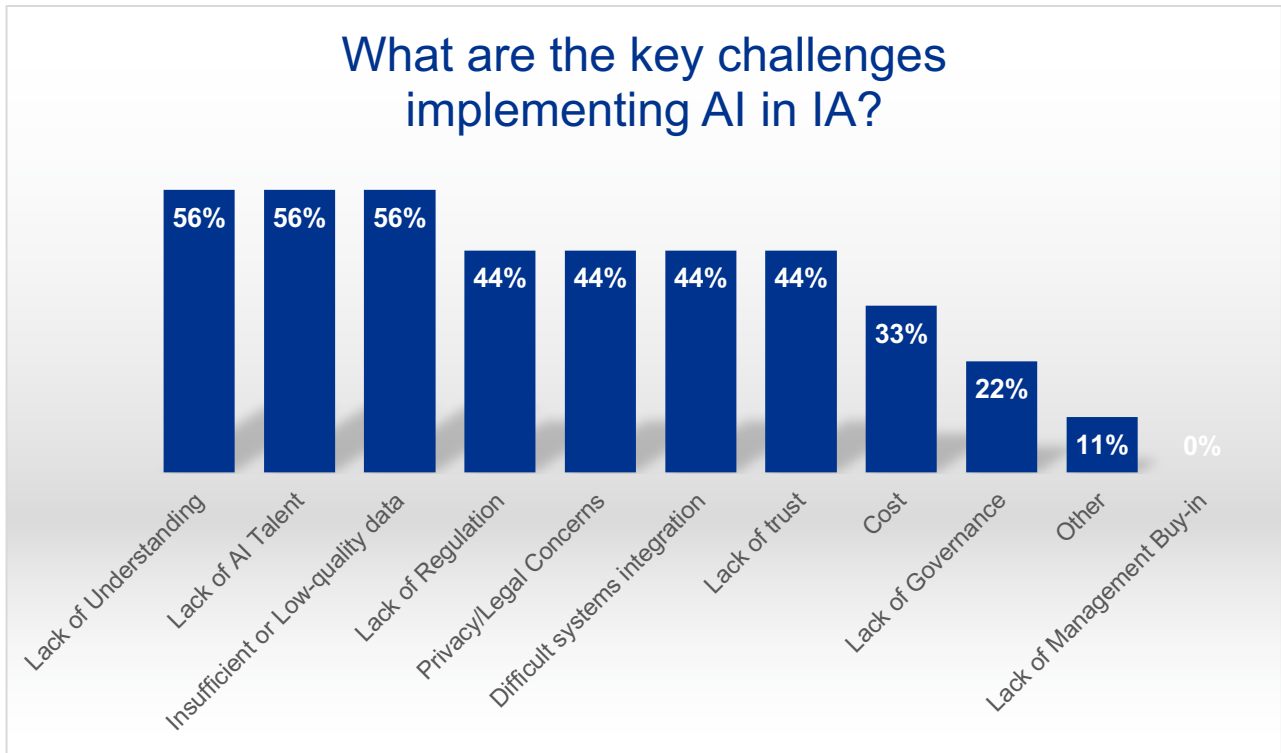 What are the key challenges
implementing AI in IA?
56%
56%
56%
44%
44%
44%
44%
33%
22%
11%
0%
Lack of Understanding
Lack of AI Talent
Insufficient or Low-quality data
Lack of Regulation
Privacy/Legal Concerns
Difficult systems integration
Lack of trust
Cost
Lack of Governance
Other
Lack of Management Buy-in